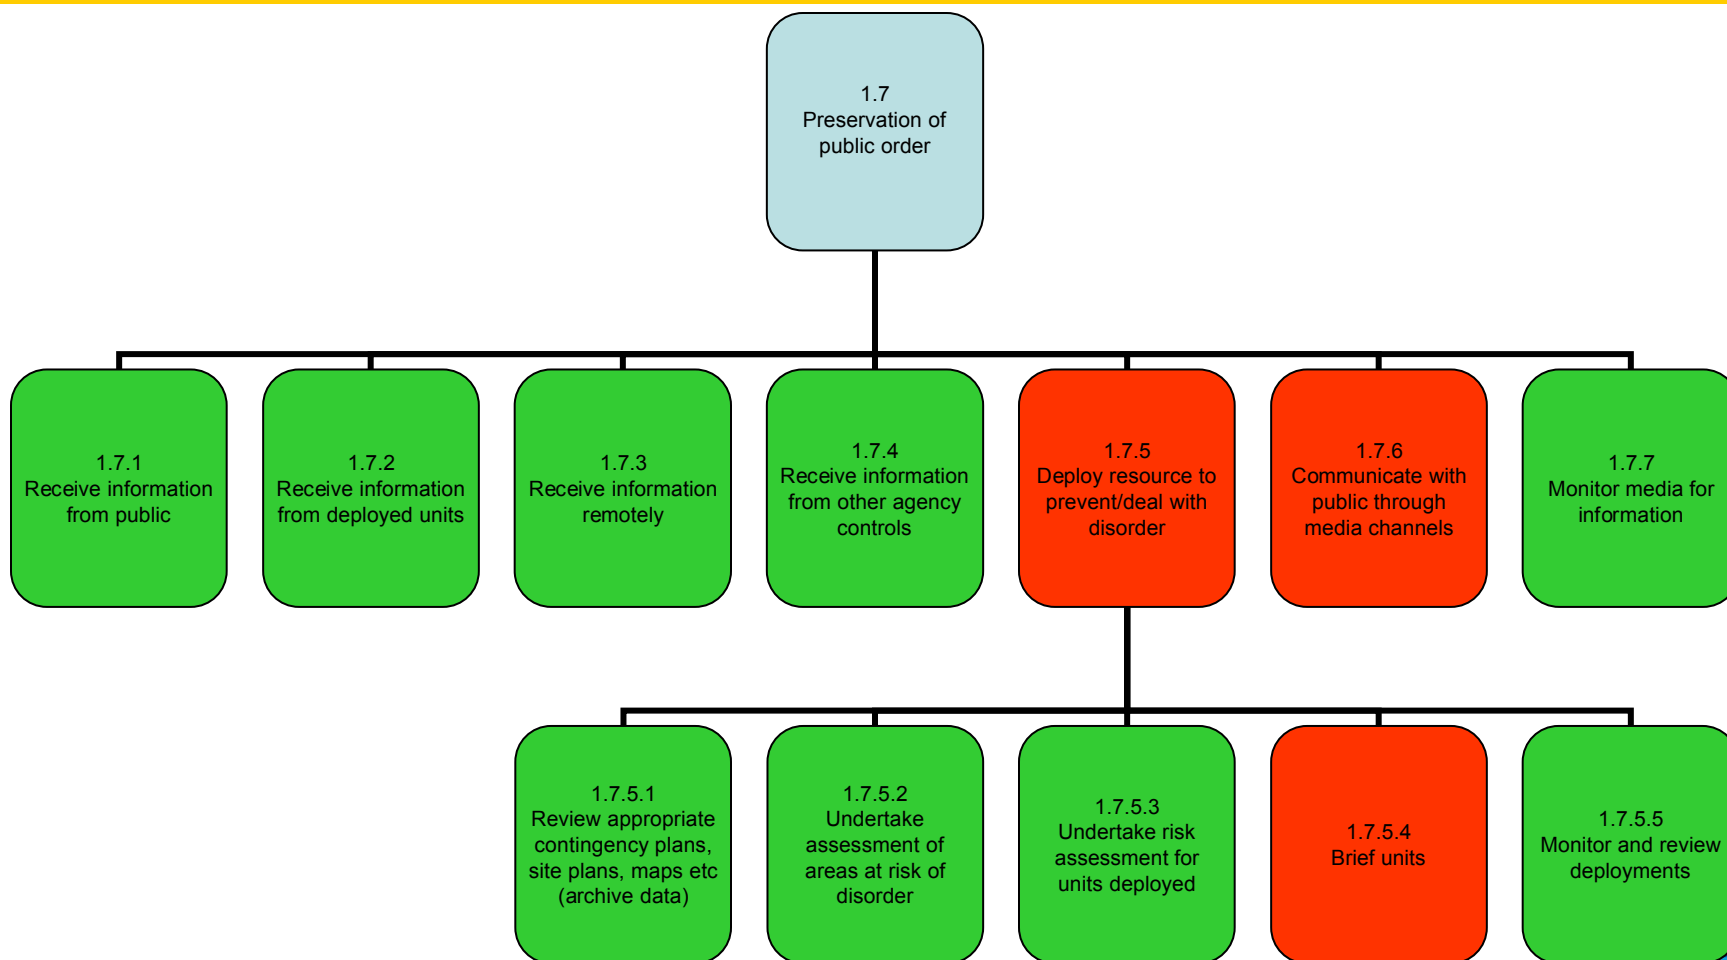 1.7
Preservation of
public order
1.7.1
Receive information
from public
1.7.2
Receive information
from deployed units
1.7.3
Receive information
remotely
1.7.4
Receive information
from other agency
controls
1.7.5
Deploy resource to
prevent/deal with
disorder
1.7.6
Communicate with
public through
media channels
1.7.7
Monitor media for
information
1.7.5.1
Review appropriate
contingency plans,
site plans, maps etc
(archive data)
1.7.5.2
Undertake
assessment of
areas at risk of
disorder
1.7.5.3
Undertake risk
assessment for
units deployed
1.7.5.4
Brief units
1.7.5.5
Monitor and review
deployments